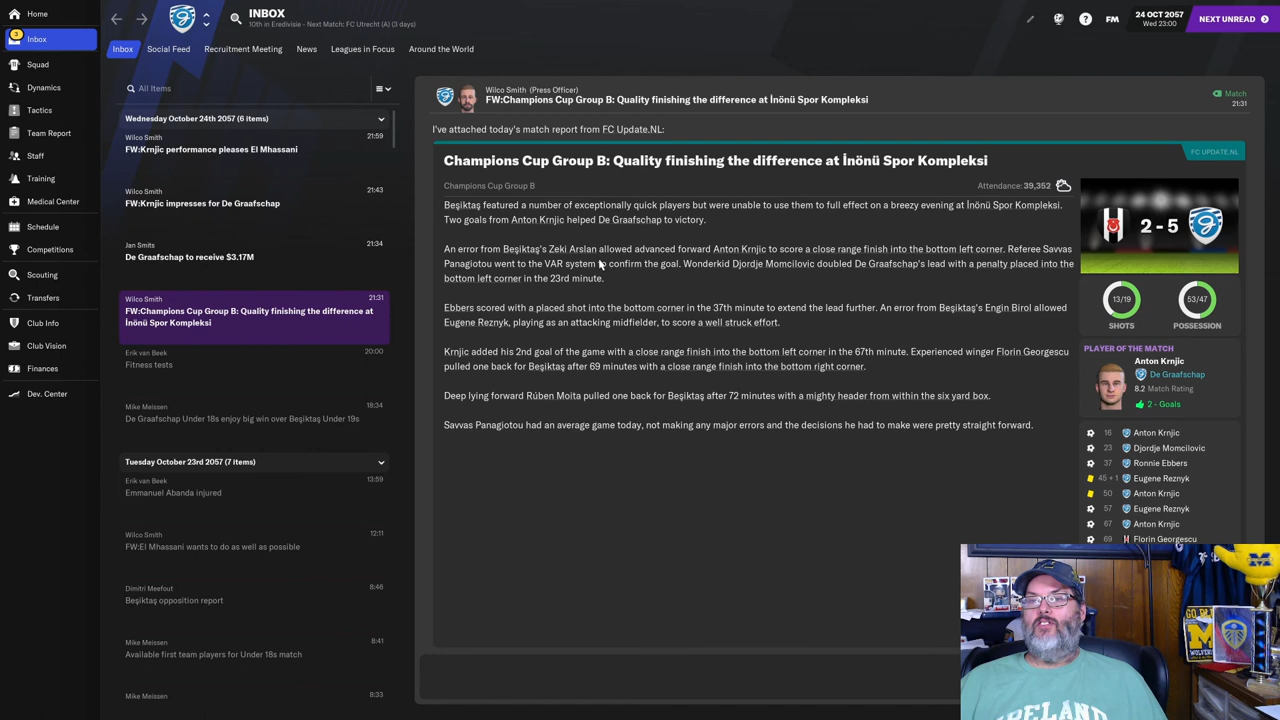 Home
3
Inbox
Squad
Dynamics
Tactics
Team Report
Staff
Training
Medical Center
Schedule
Competitions
Scouting
Transfers
Club Info
Club Vision
Finances
Dev. Center
INBOX
10th in Eredivisie - Next Match: FC Utrecht (A) (3 days)
?
FM
24 OCT 2057
Wed 23:00
NEXT UNREAD
Inbox
Social Feed
Recruitment Meeting
News
Leagues in Focus
Around the World
All Items
Wednesday October 24th 2057 (6 items)
Wilco Smith 21:59
FW:Krnjic performance pleases El Mhassani
Wilco Smith 21:43
FW:Krnjic impresses for De Graafschap
Jan Smits 21:34
De Graafschap to receive $3.17M
Wilco Smith 21:31
FW:Champions Cup Group B: Quality finishing the difference at
İnönü Spor Kompleksi
Erik van Beek 20:00
Fitness tests
Mike Meissen 18:34
De Graafschap Under 18s enjoy big win over Beşiktaş Under 19s
Tuesday October 23rd 2057 (7 items)
Erik van Beek 13:59
Emmanuel Abanda injured
Wilco Smith 12:11
FW:El Mhassani wants to do as well as possible
Dimitri Meefout 8:46
Beşiktaş opposition report
Mike Meissen 8:41
Available first team players for Under 18s match
Mike Meissen 8:33
Wilco Smith (Press Officer)
FW:Champions Cup Group B: Quality finishing the difference at İnönü Spor Kompleksi
Match
21:31
I've attached today's match report from FC Update.NL:
Champions Cup Group B: Quality finishing the difference at İnönü Spor Kompleksi
FC UPDATE.NL
Champions Cup Group B
Attendance: 39,352
Beşiktaş featured a number of exceptionally quick players but were unable to use them to full effect on a breezy evening at İnönü Spor Kompleksi.
Two goals from Anton Krnjic helped De Graafschap to victory.
An error from Beşiktaş's Zeki Arslan allowed advanced forward Anton Krnjic to score a close range finish into the bottom left corner. Referee Savvas
Panagiotou went to the VAR system to confirm the goal. Wonderkid Djordje Momcilovic doubled De Graafschap's lead with a penalty placed into the
bottom left corner in the 23rd minute.
Ebbers scored with a placed shot into the bottom corner in the 37th minute to extend the lead further. An error from Beşiktaş's Engin Birol allowed
Eugene Reznyk, playing as an attacking midfielder, to score a well struck effort.
Krnjic added his 2nd goal of the game with a close range finish into the bottom left corner in the 67th minute. Experienced winger Florin Georgescu
pulled one back for Beşiktaş after 69 minutes with a close range finish into the bottom right corner.
Deep lying forward Rúben Moita pulled one back for Beşiktaş after 72 minutes with a mighty header from within the six yard box.
Savvas Panagiotou had an average game today, not making any major errors and the decisions he had to make were pretty straight forward.
2 - 5
13/19
SHOTS
53/47
POSSESSION
PLAYER OF THE MATCH
Anton Krnjic
De Graafschap
8.2 Match Rating
2 - Goals
16 Anton Krnjic
23 Djordje Momcilovic
37 Ronnie Ebbers
45 + 1 Eugene Reznyk
50 Anton Krnjic
57 Eugene Reznyk
67 Anton Krnjic
69 Florin Georgescu
M
GO BL
WOLVER
IRELAND